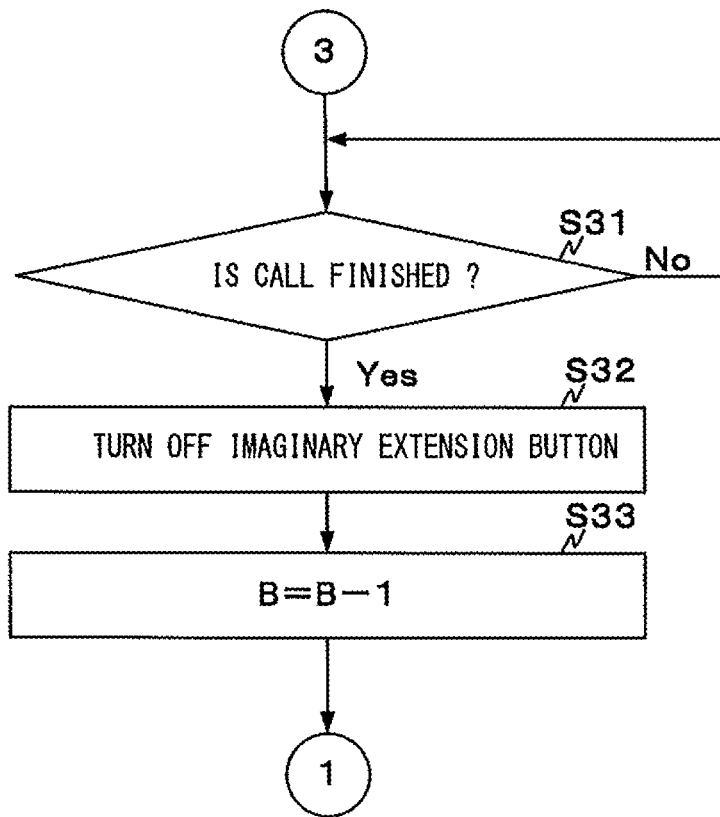 3
S31
IS CALL FINISHED ?
No
Yes
S32
TURN OFF IMAGINARY EXTENSION BUTTON
S33
B=B-1
1